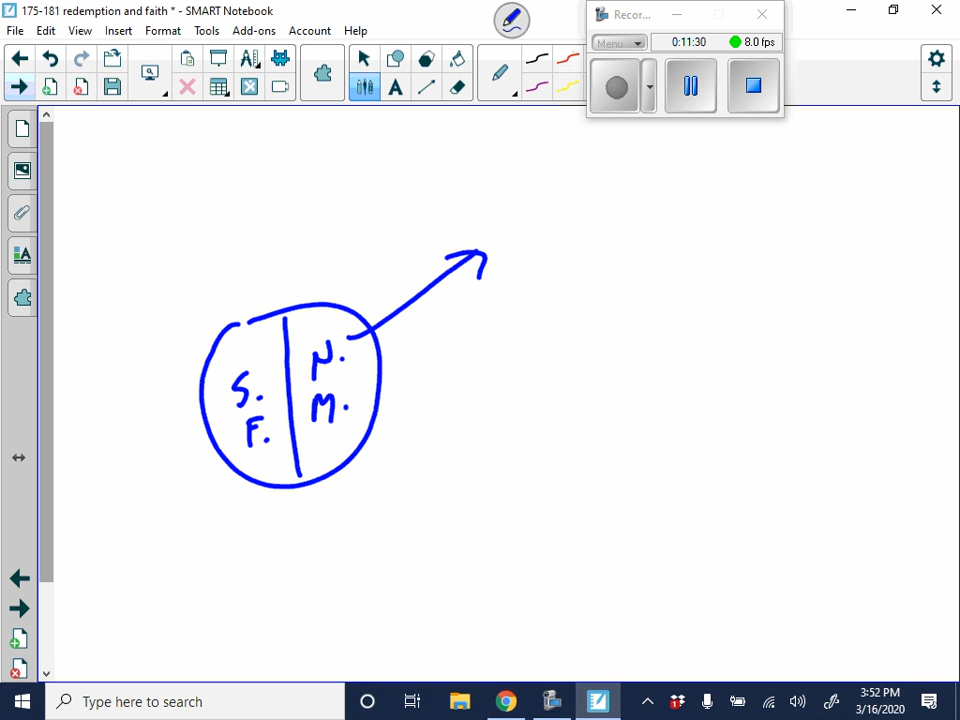 175-181 redemption and faith * - SMART Notebook
File Edit View Insert Format Tools Add-ons Account Help
Recor...
Menu 0:11:30 8.0 fps
N.
S. M.
F.
Type here to search
3:52 PM
3/16/2020